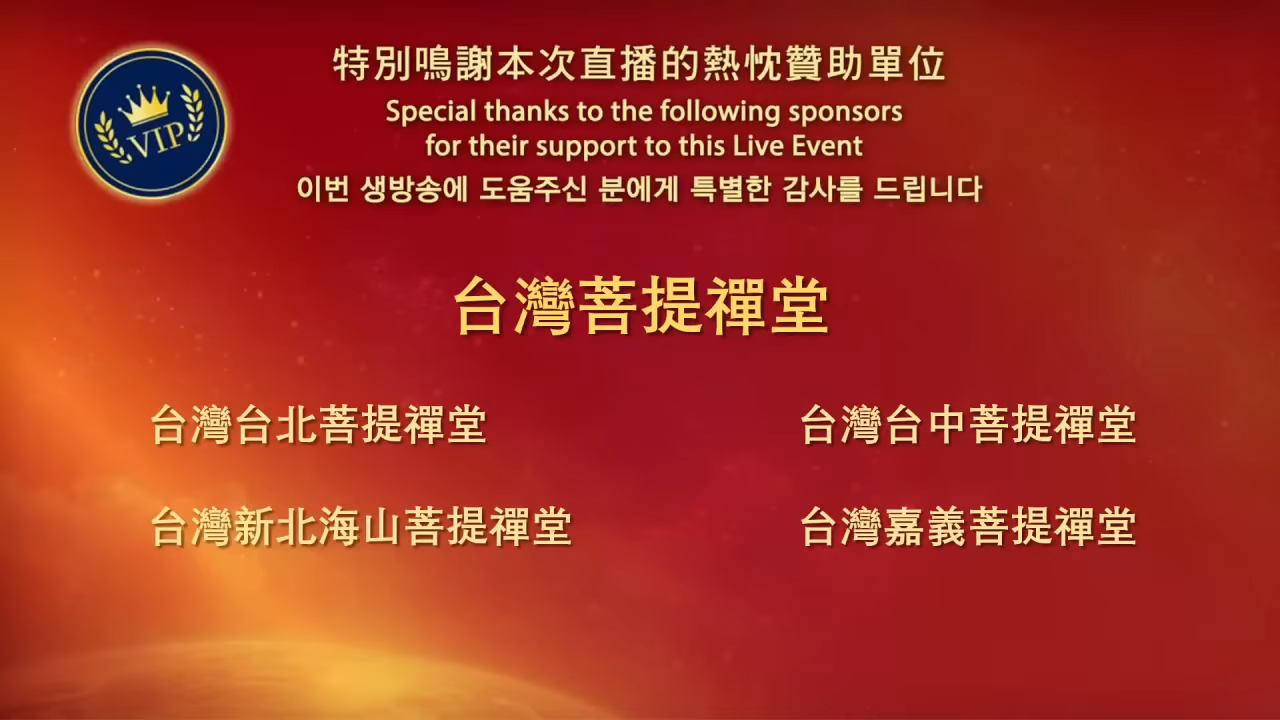 VIP
特別鳴謝本次直播的熱忱贊助單位
Special thanks to the following sponsors
for their support to this Live Event
이번 생방송에 도움주신 분에게 특별한 감사를 드립니다
台灣菩提禪堂
台灣台北菩提禪堂
台灣台中菩提禪堂
台灣新北海山菩提禪堂
台灣嘉義菩提禪堂